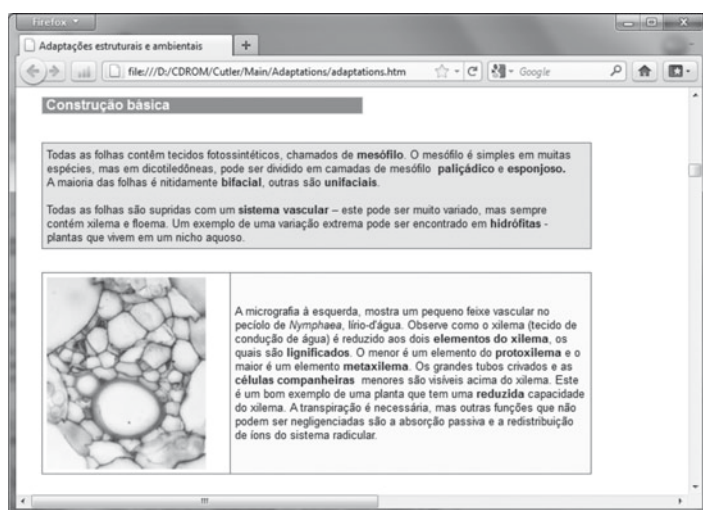 Firefox
Adaptações estruturais e ambientais
file:///D:/CDROM/Cutler/Main/Adaptations/adaptations.htm
Google
Construção básica
Todas as folhas contêm tecidos fotossintéticos, chamados de mesófilo. O mesófilo é simples em muitas
espécies, mas em dicotiledôneas, pode ser dividido em camadas de mesófilo paliçádico e esponjoso.
A maioria das folhas é nitidamente bifacial, outras são unifaciais.
Todas as folhas são supridas com um sistema vascular – este pode ser muito variado, mas sempre
contém xilema e floema. Um exemplo de uma variação extrema pode ser encontrado em hidrófitas -
plantas que vivem em um nicho aquoso.
A micrografia à esquerda, mostra um pequeno feixe vascular no
pecíolo de Nymphaea, lírio-d'água. Observe como o xilema (tecido de
condução de água) é reduzido aos dois elementos do xilema, os
quais são lignificados. O menor é um elemento do protoxilema e o
maior é um elemento metaxilema. Os grandes tubos crivados e as
células companheiras menores são visíveis acima do xilema. Este
é um bom exemplo de uma planta que tem uma reduzida capacidade
do xilema. A transpiração é necessária, mas outras funções que não
podem ser negligenciadas são a absorção passiva e a redistribuição
de íons do sistema radicular.